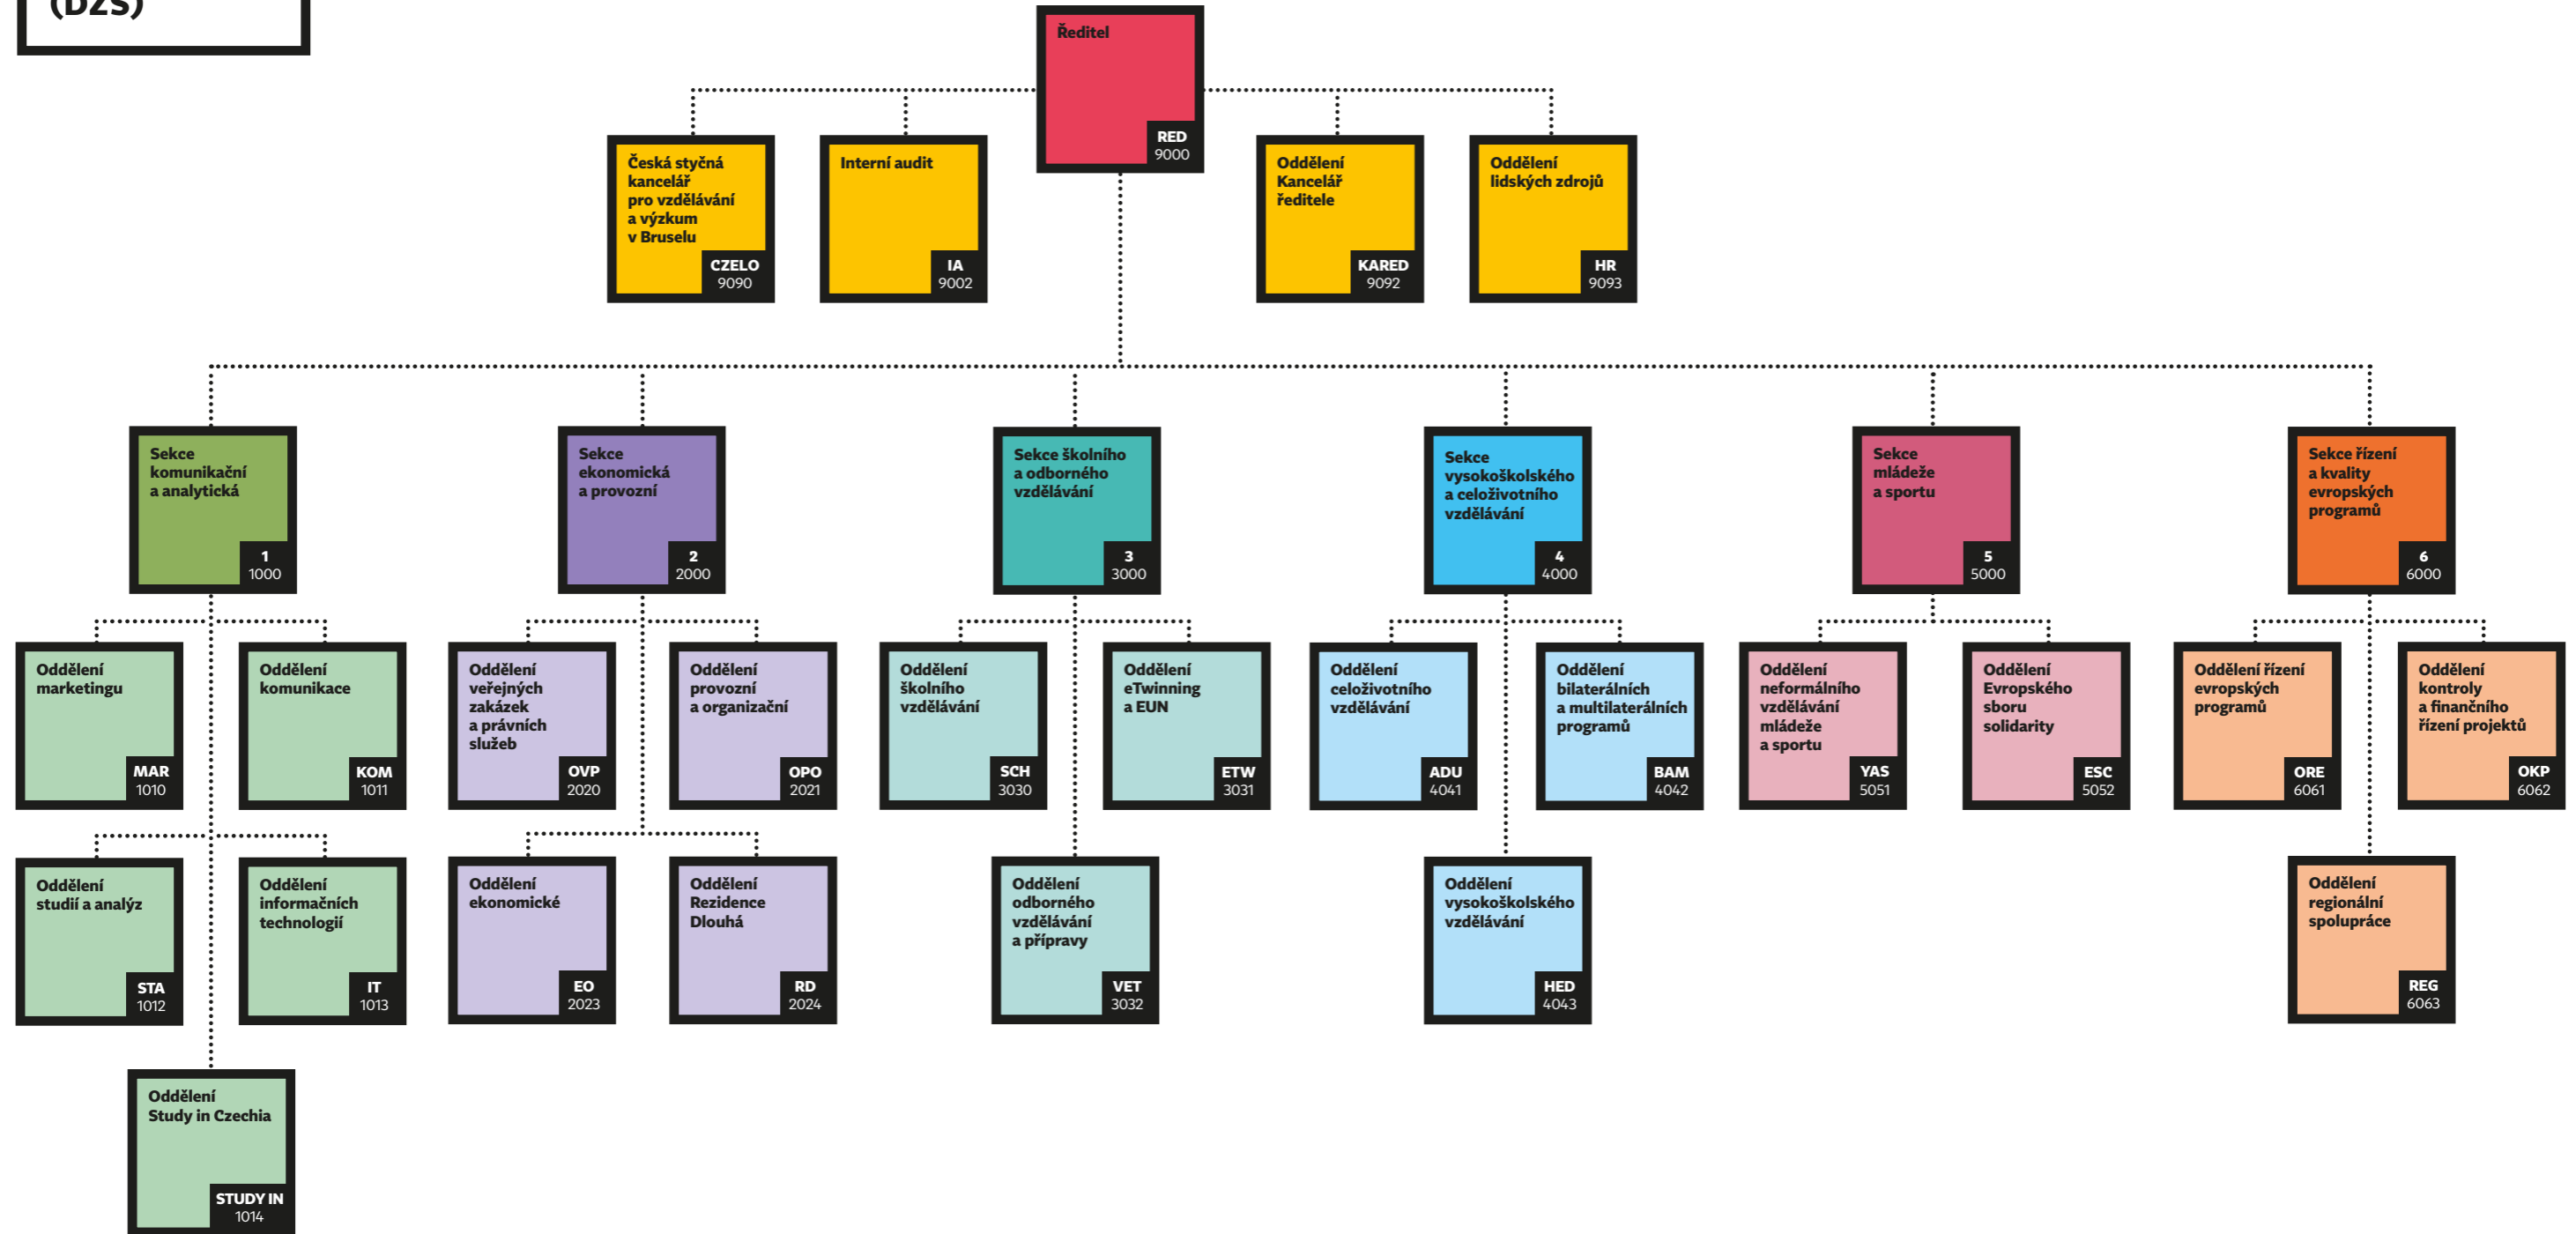 (DZS)
Ředitel
RED
9000
Česká styčná
kancelář
pro vzdělávání
a výzkum
v Bruselu
CZELO
9090
Interní audit
IA
9002
Oddělení
Kancelář
ředitele
KARED
9092
Oddělení
lidských zdrojů
HR
9093
Sekce
komunikační
a analytická
1
1000
Sekce
ekonomická
a provozní
2
2000
Sekce školního
a odborného
vzdělávání
3
3000
Sekce
vysokoškolského
a celoživotního
vzdělávání
4
4000
Sekce
mládeže
a sportu
5
5000
Sekce řízení
a kvality
evropských
programů
6
6000
Oddělení
marketingu
MAR
1010
Oddělení
komunikace
KOM
1011
Oddělení
veřejných
zakázek
a právních
služeb
OVP
2020
Oddělení
provozní
a organizační
OPO
2021
Oddělení
školního
vzdělávání
SCH
3030
Oddělení
eTwinning
a EUN
ETW
3031
Oddělení
celoživotního
vzdělávání
ADU
4041
Oddělení
bilaterálních
a multilaterálních
programů
BAM
4042
Oddělení
neformálního
vzdělávání
mládeže
a sportu
YAS
5051
Oddělení
Evropského
sboru
solidarity
ESC
5052
Oddělení řízení
evropských
programů
ORE
6061
Oddělení
kontroly
a finančního
řízení projektů
OKP
6062
Oddělení
studií a analýz
STA
1012
Oddělení
informačních
technologií
IT
1013
Oddělení
ekonomické
EO
2023
Oddělení
Rezidence
Dlouhá
RD
2024
Oddělení
odborného
vzdělávání
a přípravy
VET
3032
Oddělení
vysokoškolského
vzdělávání
HED
4043
Oddělení
regionální
spolupráce
REG
6063
Oddělení
Study in Czechia
STUDY IN
1014